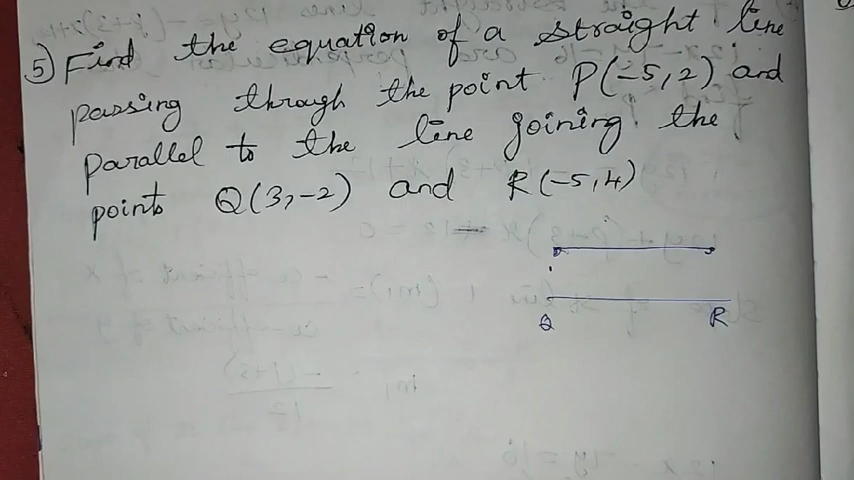 5) Find the equation of a straight line
passing through the point P(-5,2) and
parallel to the line joining the
points Q(3,-2) and R(-5,4)
Q R